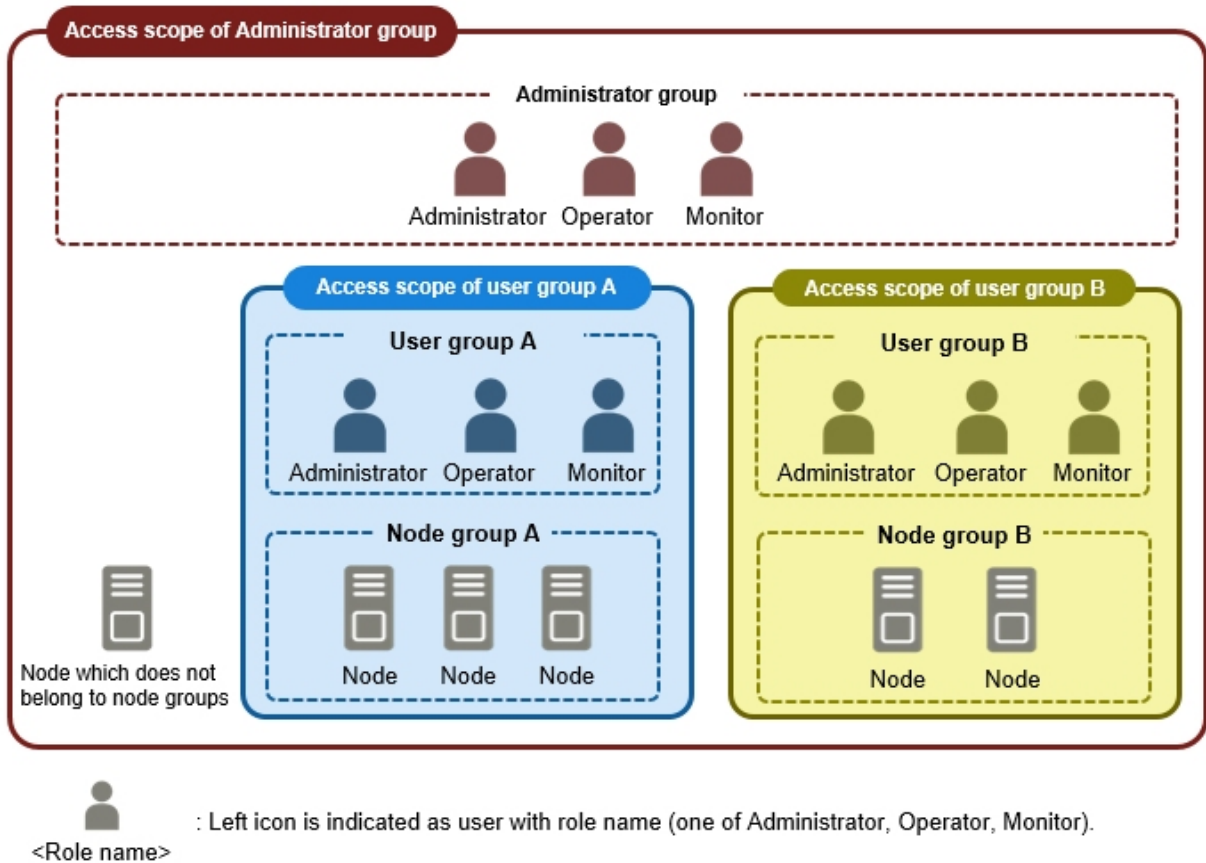 Access scope of Administrator group
Administrator group
Administrator Operator Monitor
Access scope of user group A
Access scope of user group B
User group A
User group B
Administrator Operator Monitor
Administrator Operator Monitor
Node group A
Node group B
Node Node Node
Node Node
Node which does not
belong to node groups
: Left icon is indicated as user with role name (one of Administrator, Operator, Monitor).
<Role name>